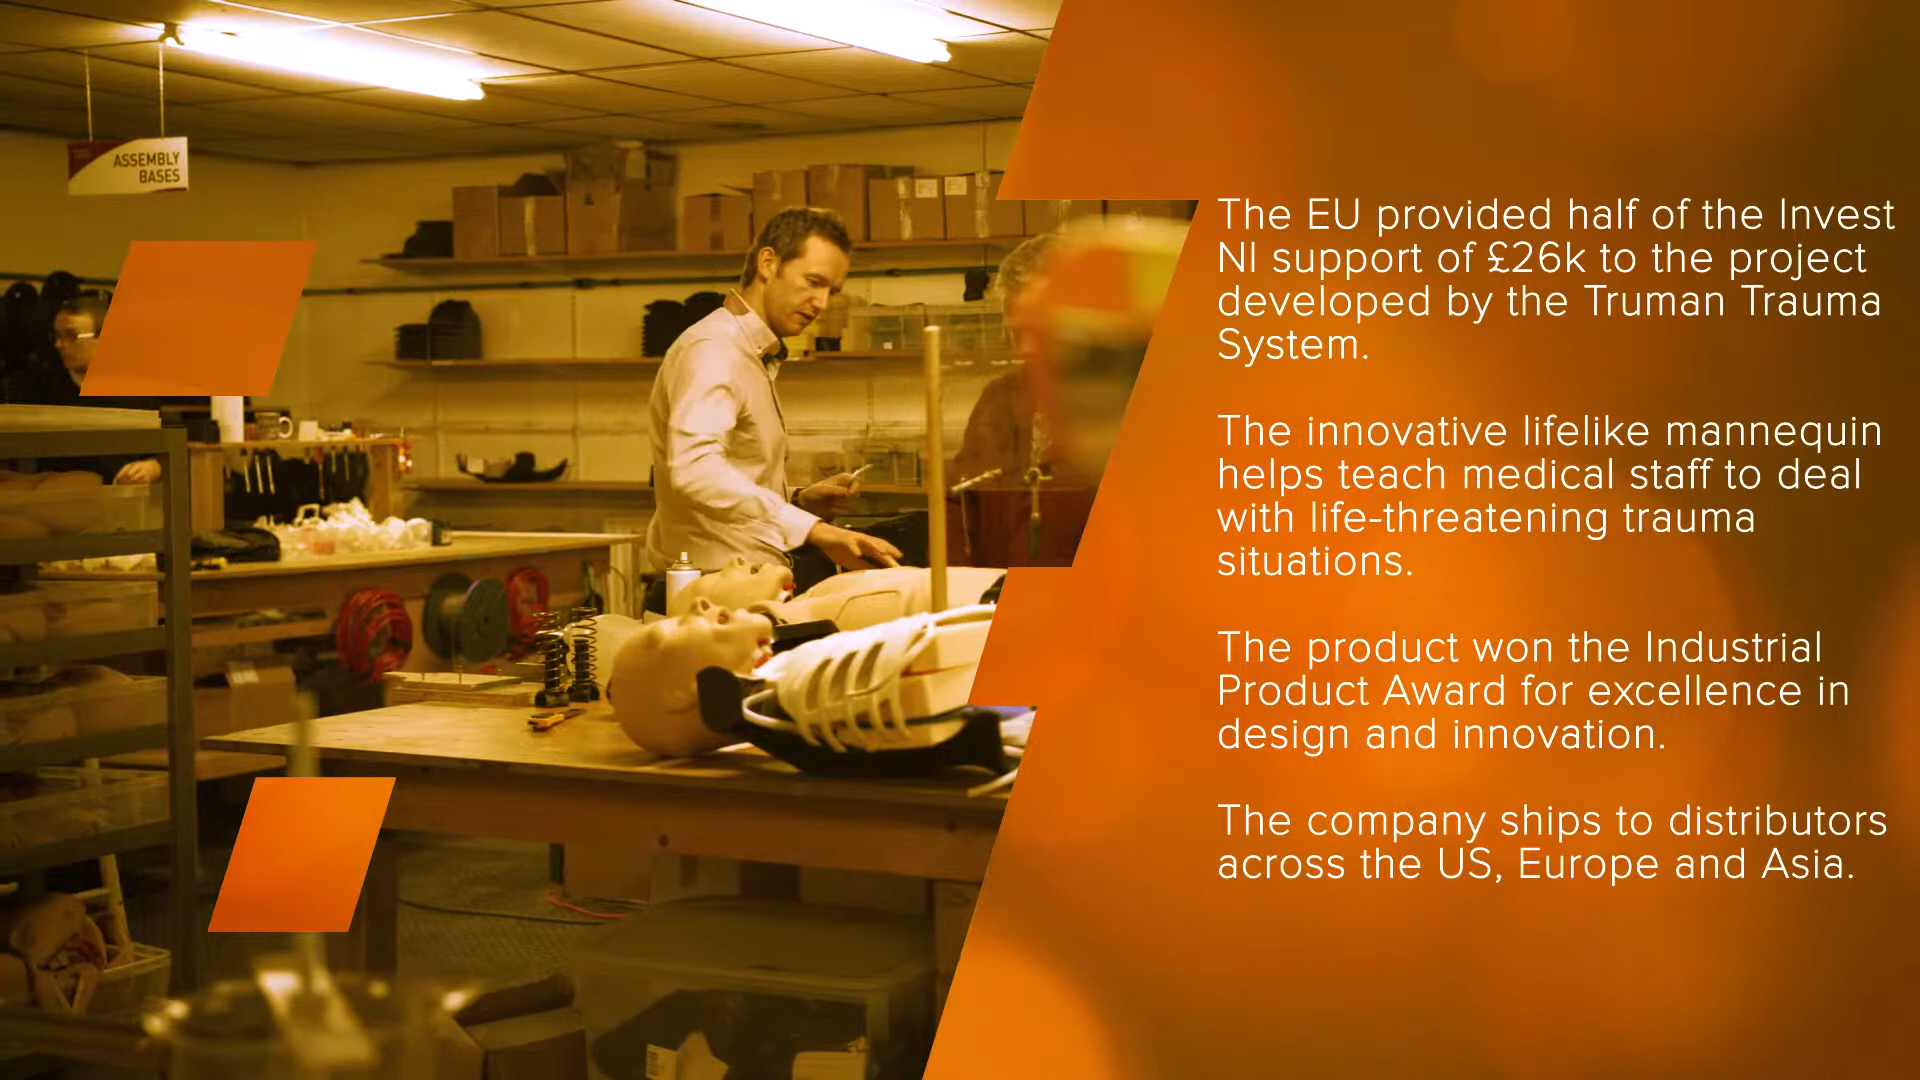 ASSEMBLY
BASES
The EU provided half of the Invest
NI support of £26k to the project
developed by the Truman Trauma
System.
The innovative lifelike mannequin
helps teach medical staff to deal
with life-threatening trauma
situations.
The product won the Industrial
Product Award for excellence in
design and innovation.
The company ships to distributors
across the US, Europe and Asia.